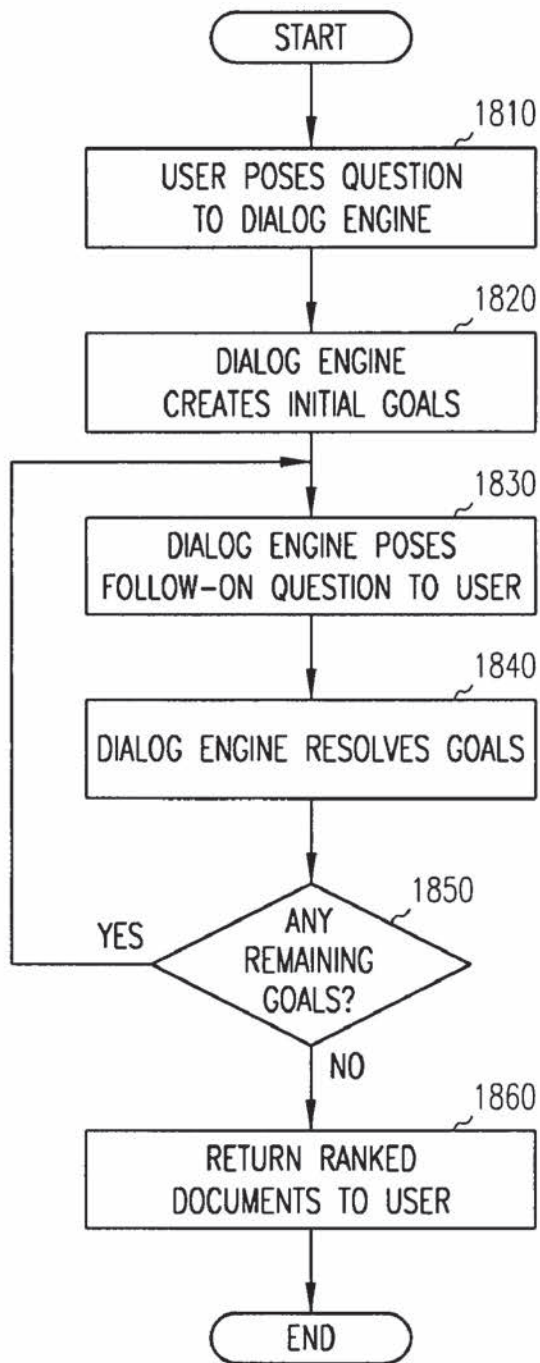 START
1810
USER POSES QUESTION
TO DIALOG ENGINE
1820
DIALOG ENGINE
CREATES INITIAL GOALS
1830
DIALOG ENGINE POSES
FOLLOW-ON QUESTION TO USER
1840
DIALOG ENGINE RESOLVES GOALS
1850
YES
ANY
REMAINING
GOALS?
NO
1860
RETURN RANKED
DOCUMENTS TO USER
END